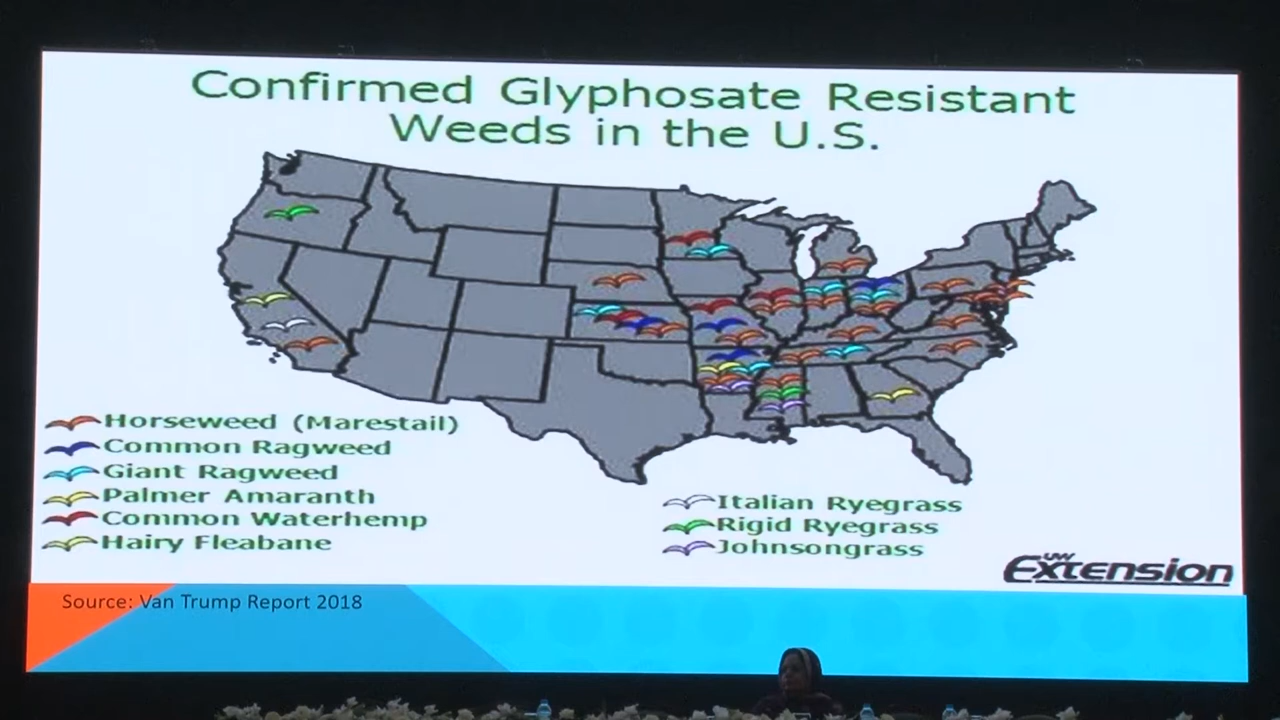 Confirmed Glyphosate Resistant
Weeds in the U.S.
Horseweed (Marestail)
Common Ragweed
Giant Ragweed
Palmer Amaranth
Common Waterhemp
Hairy Fleabane
Italian Ryegrass
Rigid Ryegrass
Johnsongrass
UW
Extension
Source: Van Trump Report 2018